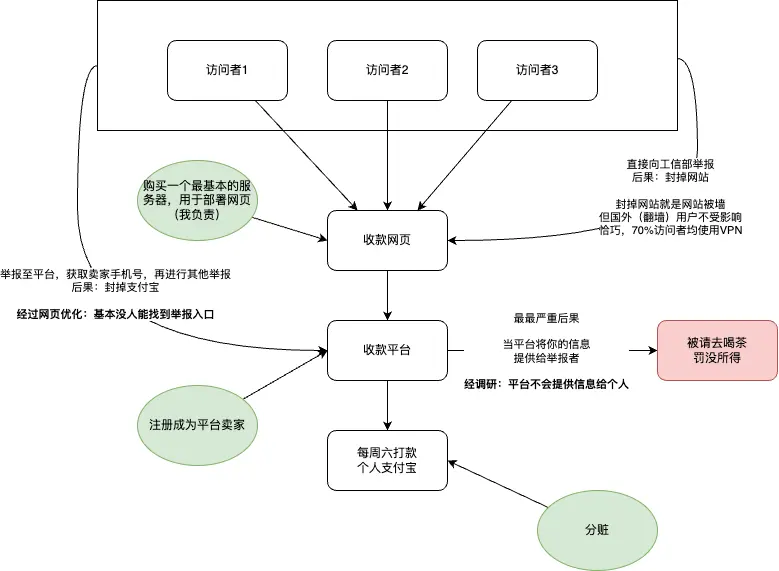 访问者1
访问者2
访问者3
直接向工信部举报
后果：封掉网站
封掉网站就是网站被墙
但国外（翻墙）用户不受影响
恰巧，70%访问者均使用VPN
购买一个最基本的服
务器，用于部署网页
（我负责）
收款网页
举报至平台，获取卖家手机号，再进行其他举报
后果：封掉支付宝
经过网页优化：基本没人能找到举报入口
收款平台
最最严重后果
当平台将你的信息
提供给举报者
经调研：平台不会提供信息给个人
被请去喝茶
罚没所得
注册成为平台卖家
每周六打款
个人支付宝
分赃